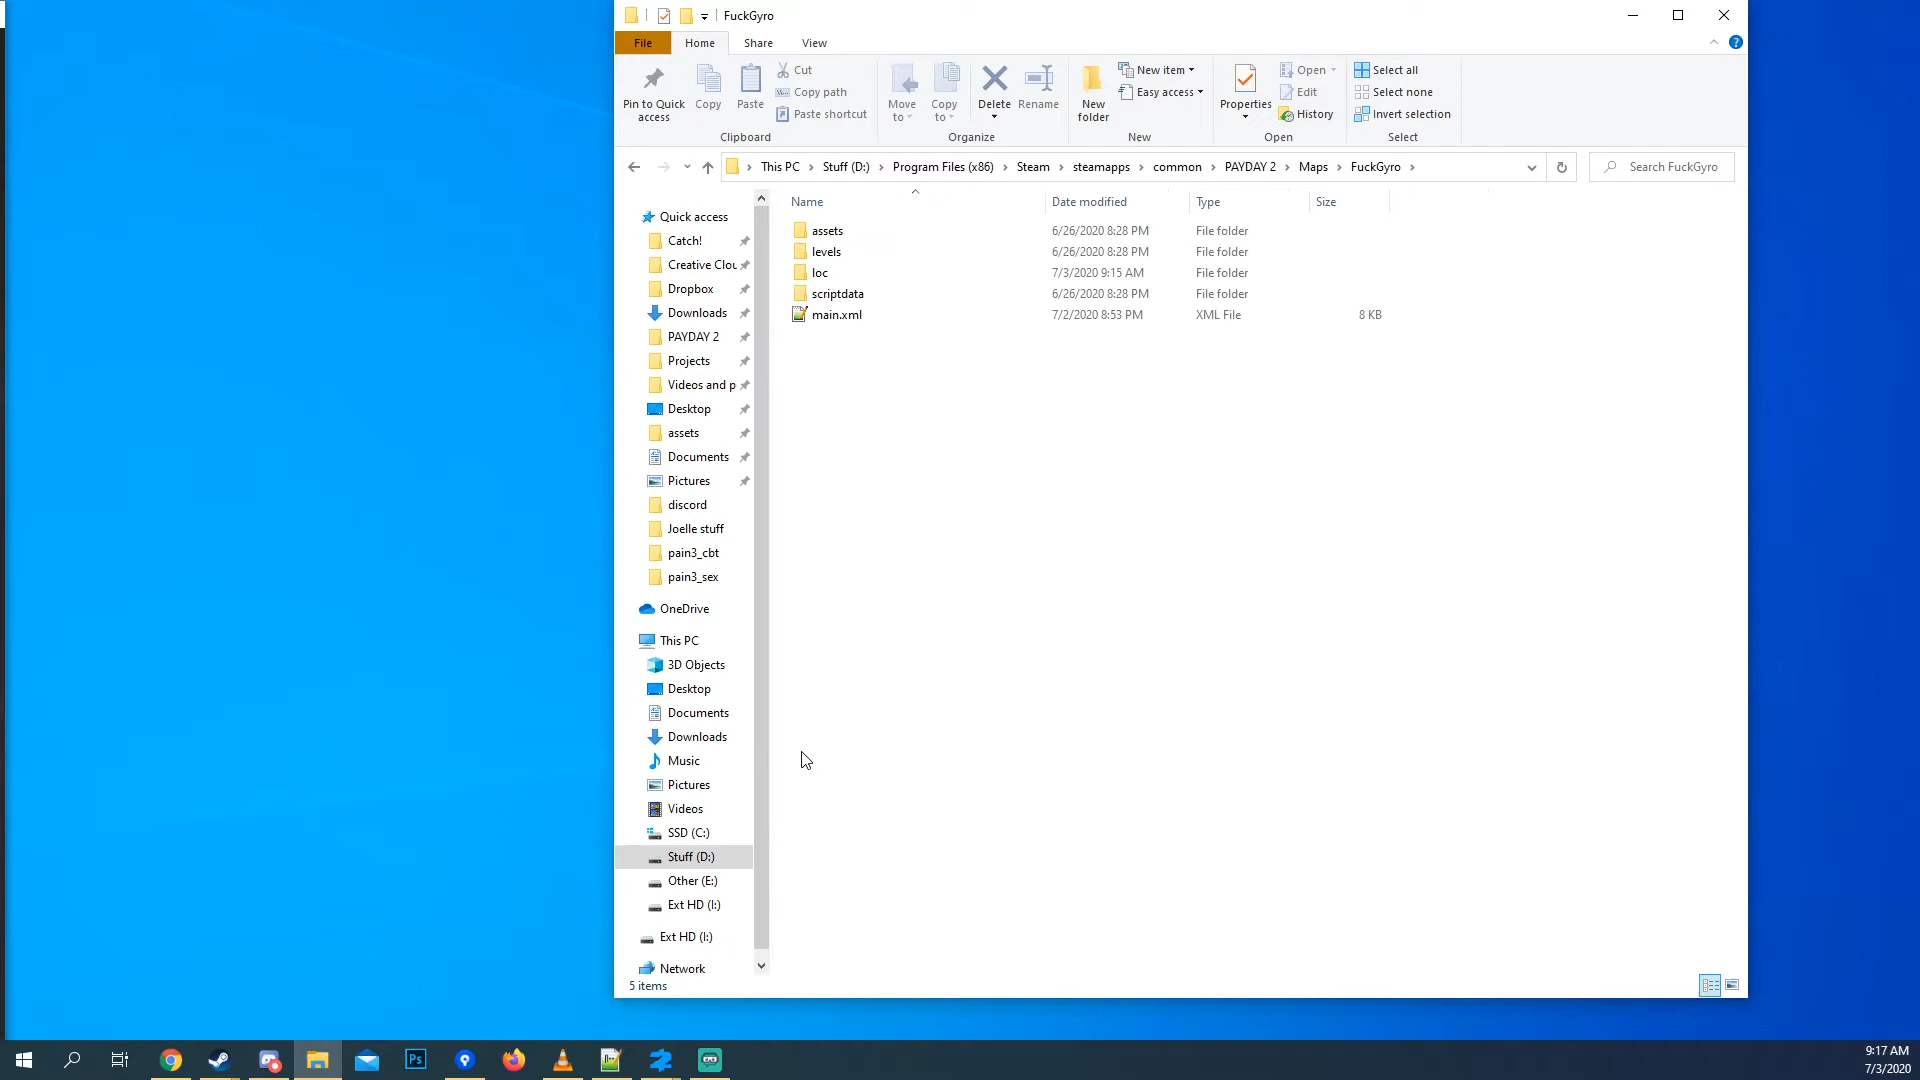 FuckGyro
File Home Share View
Pin to Quick access
Copy
Paste
Cut
Copy path
Paste shortcut
Clipboard
Move to
Copy to
Delete
Rename
Organize
New folder
New item
Easy access
New
Properties
Open
Edit
History
Open
Select all
Select none
Invert selection
Select
This PC Stuff (D:) Program Files (x86) Steam steamapps common PAYDAY 2 Maps FuckGyro
Search FuckGyro
Name Date modified Type Size
assets 6/26/2020 8:28 PM File folder
levels 6/26/2020 8:28 PM File folder
loc 7/3/2020 9:15 AM File folder
scriptdata 6/26/2020 8:28 PM File folder
main.xml 7/2/2020 8:53 PM XML File 8 KB
Quick access
Catch!
Creative Clou
Dropbox
Downloads
PAYDAY 2
Projects
Videos and p
Desktop
assets
Documents
Pictures
discord
Joelle stuff
pain3_cbt
pain3_sex
OneDrive
This PC
3D Objects
Desktop
Documents
Downloads
Music
Pictures
Videos
SSD (C:)
Stuff (D:)
Other (E:)
Ext HD (I:)
Ext HD (I:)
Network
5 items
Ps
9:17 AM
7/3/2020